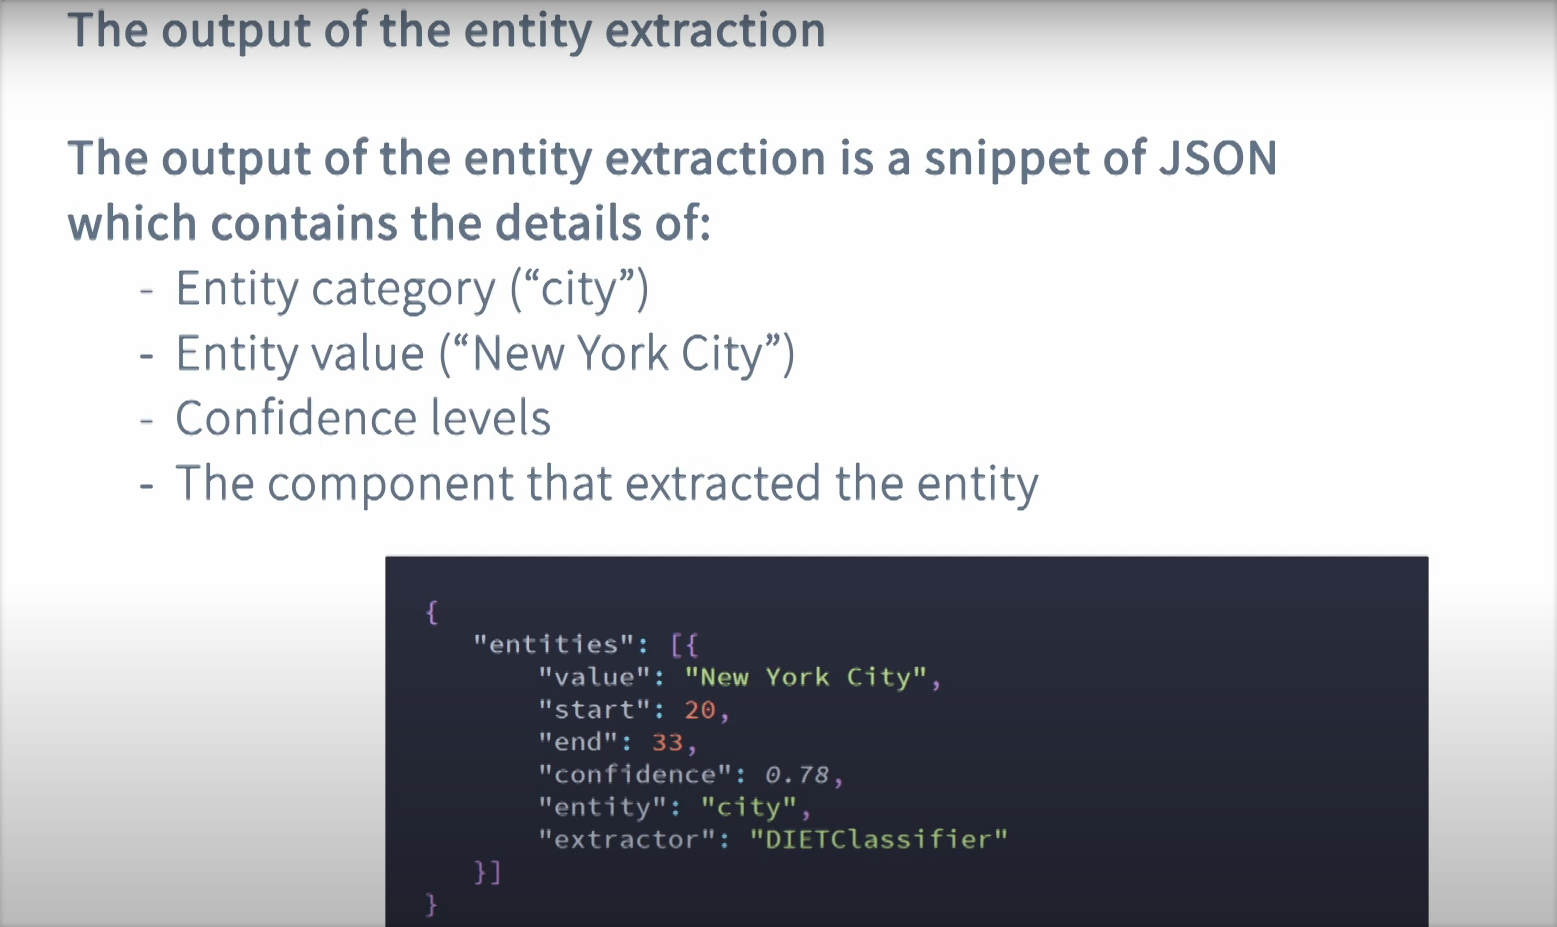 The output of the entity extraction
The output of the entity extraction is a snippet of JSON
which contains the details of:
- Entity category (“city”)
- Entity value (“New York City”)
- Confidence levels
- The component that extracted the entity
{
"entities": [{
"value": "New York City",
"start": 20,
"end": 33,
"confidence": 0.78,
"entity": "city",
"extractor": "DIETClassifier"
}]
}